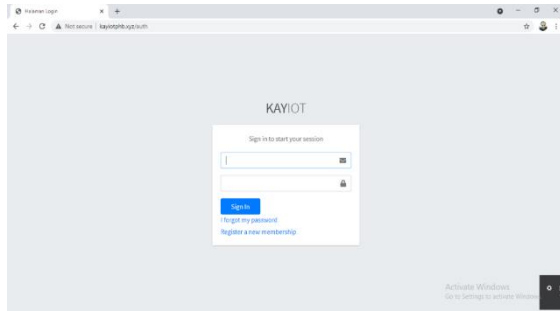 Halaman Login
Not secure | kayiotphb.xyz/auth
KAYIOT
Sign in to start your session
Sign In
I forgot my password
Register a new membership
Activate Windows
Go to Settings to activate Windows